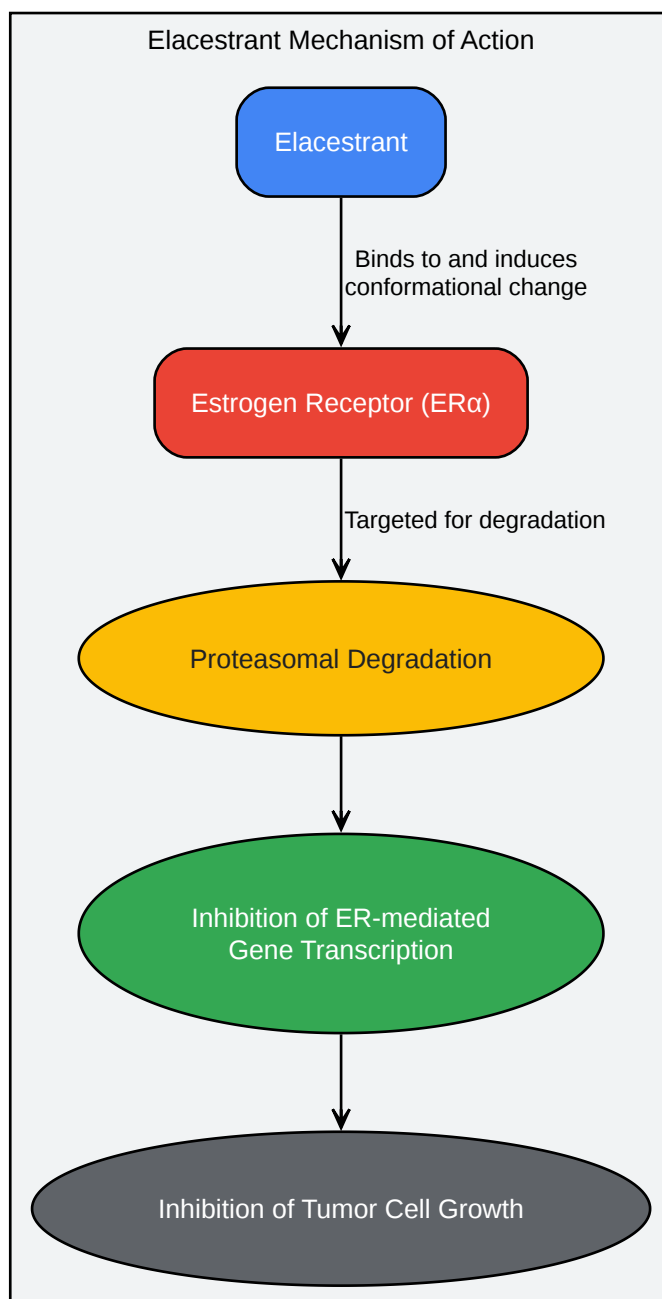 Elacestrant Mechanism of Action
Elacestrant
Binds to and induces
conformational change
Estrogen Receptor (ERα)
Targeted for degradation
Proteasomal Degradation
Inhibition of ER-mediated
Gene Transcription
Inhibition of Tumor Cell Growth